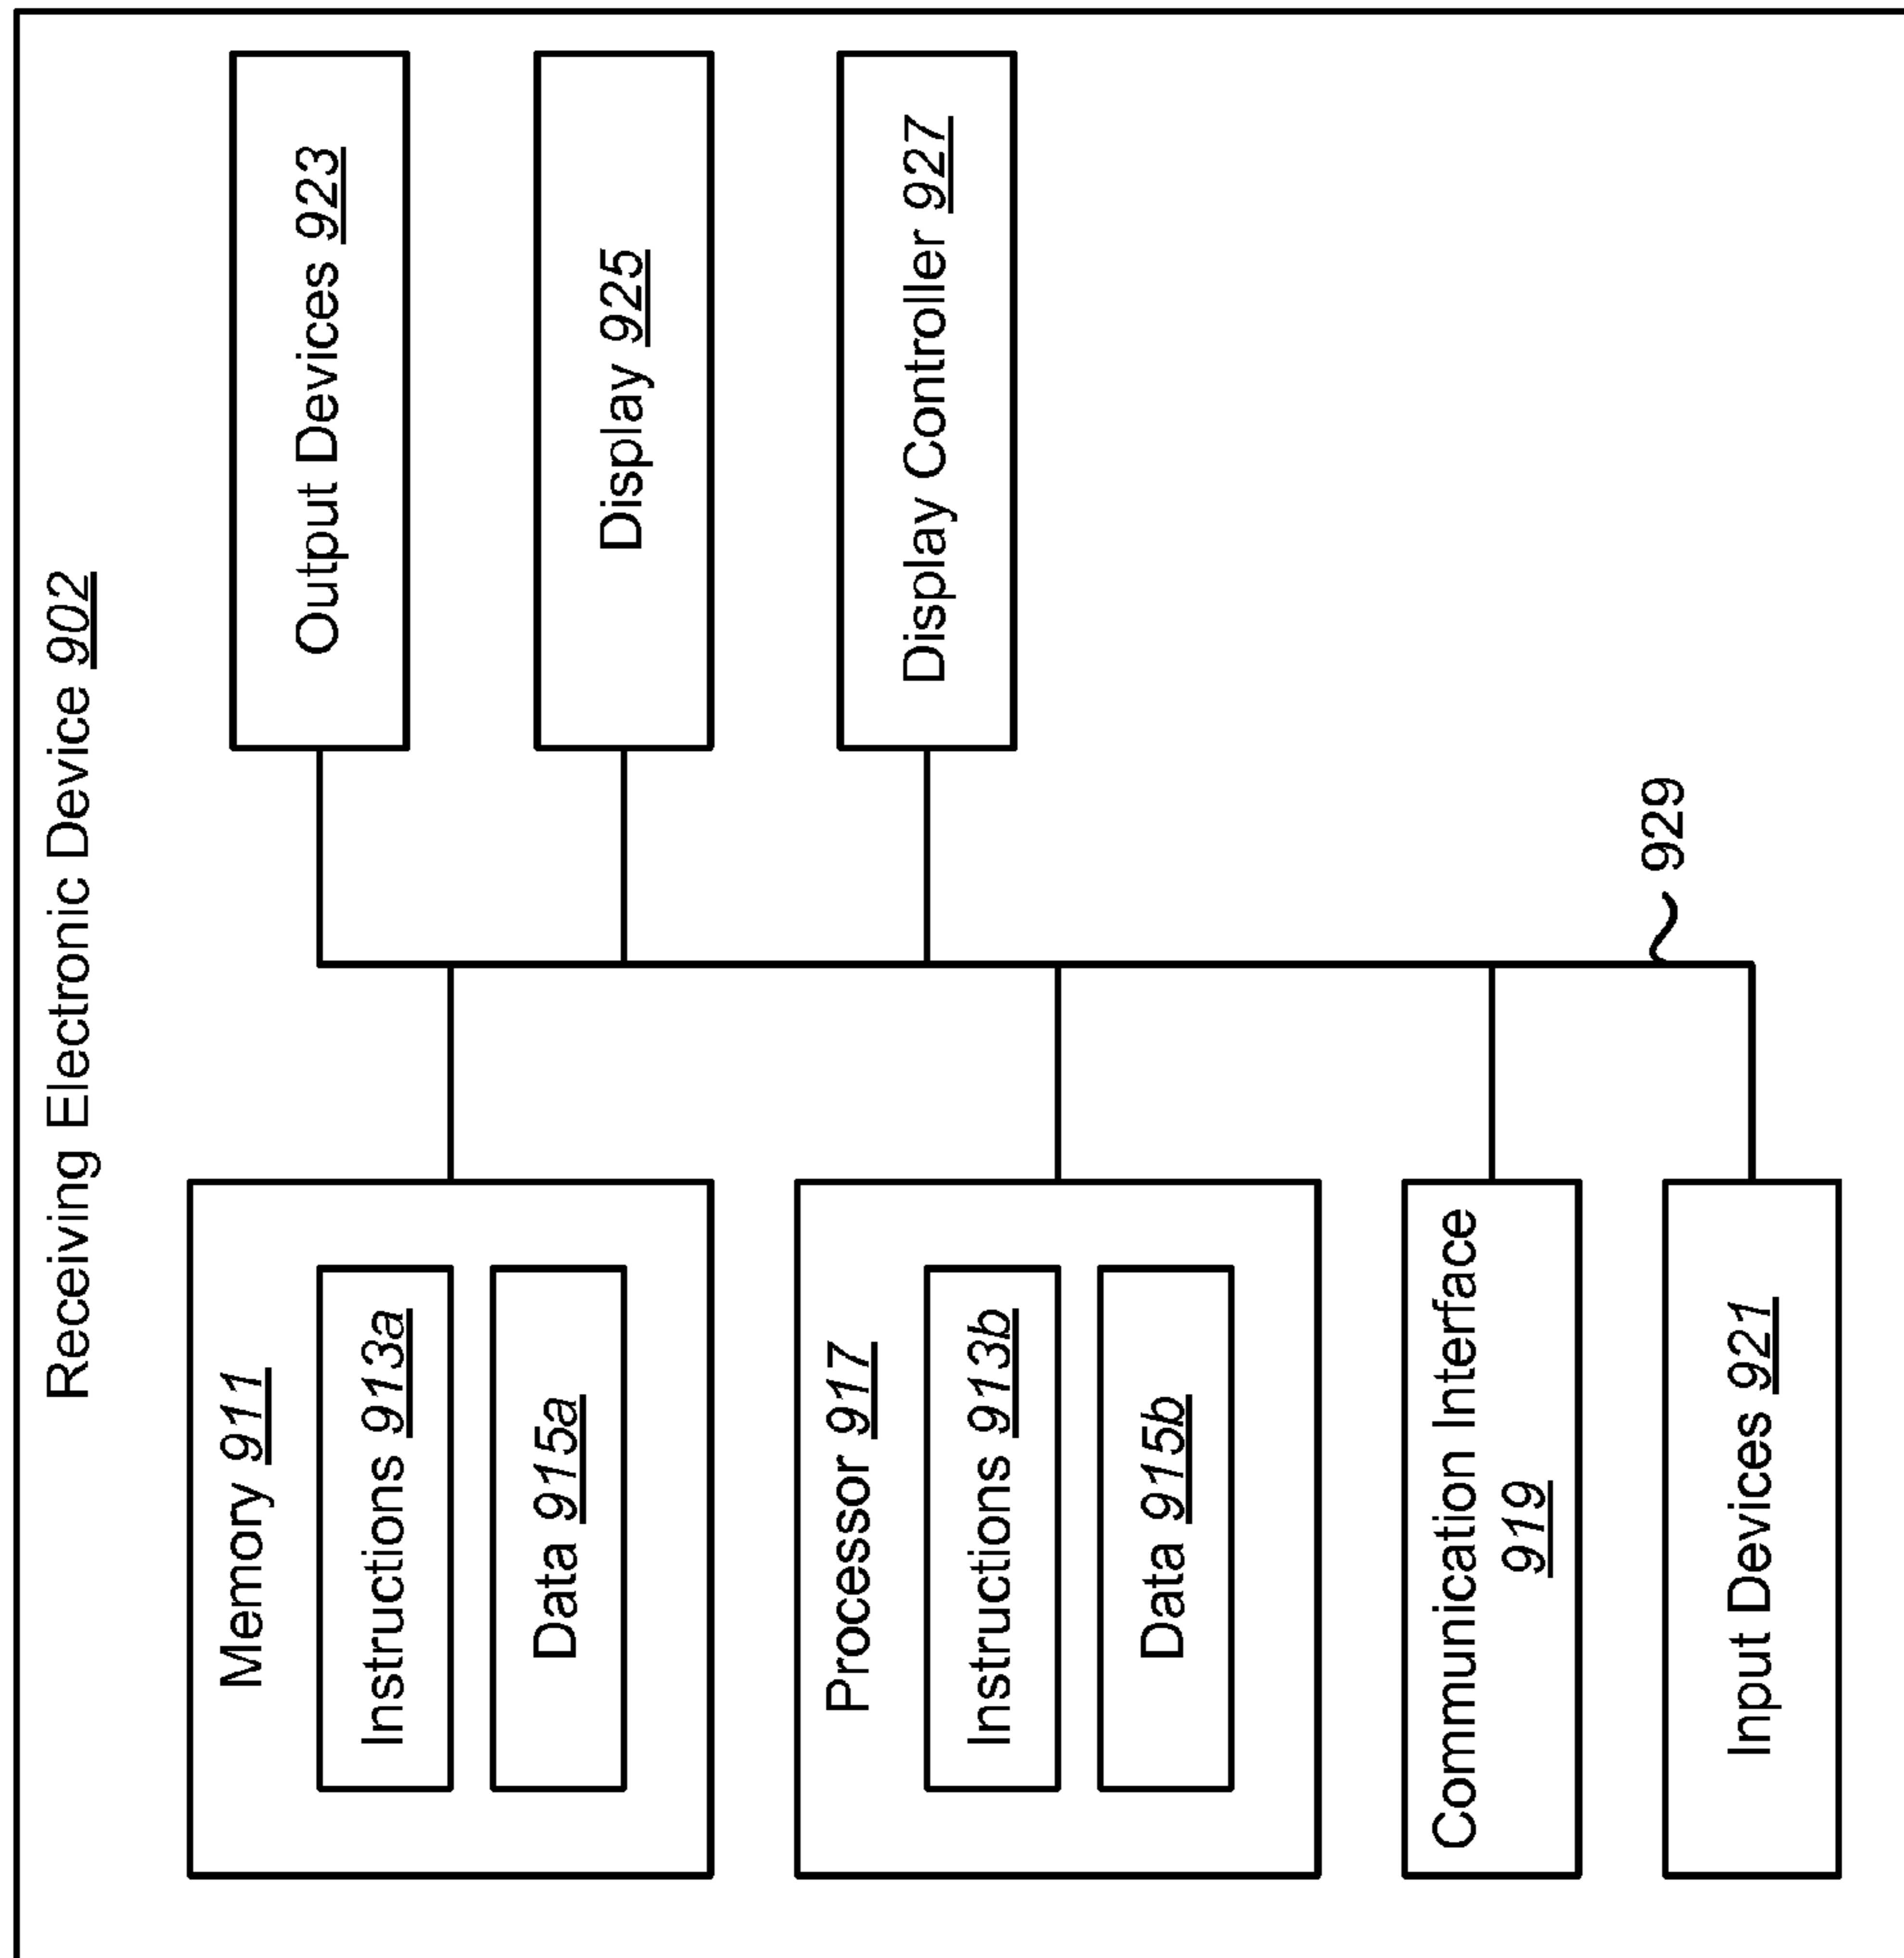 Receiving Electronic Device 902
Memory 911
Instructions 913a
Data 915a
Processor 917
Instructions 913b
Data 915b
Communication Interface
919
Input Devices 921
Output Devices 923
Display 925
Display Controller 927
929